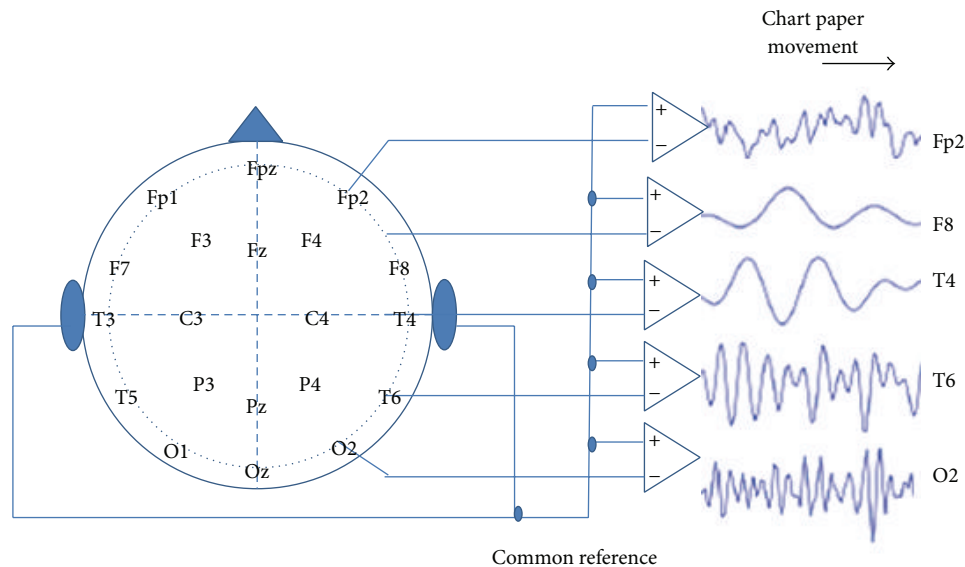 Chart paper
movement
Fpz
Fp1
Fp2
F3
Fz
F4
F7
F8
T3
C3
C4
T4
T5
P3
Pz
P4
T6
O1
Oz
O2
+
−
Fp2
+
−
F8
+
−
T4
+
−
T6
+
−
O2
Common reference